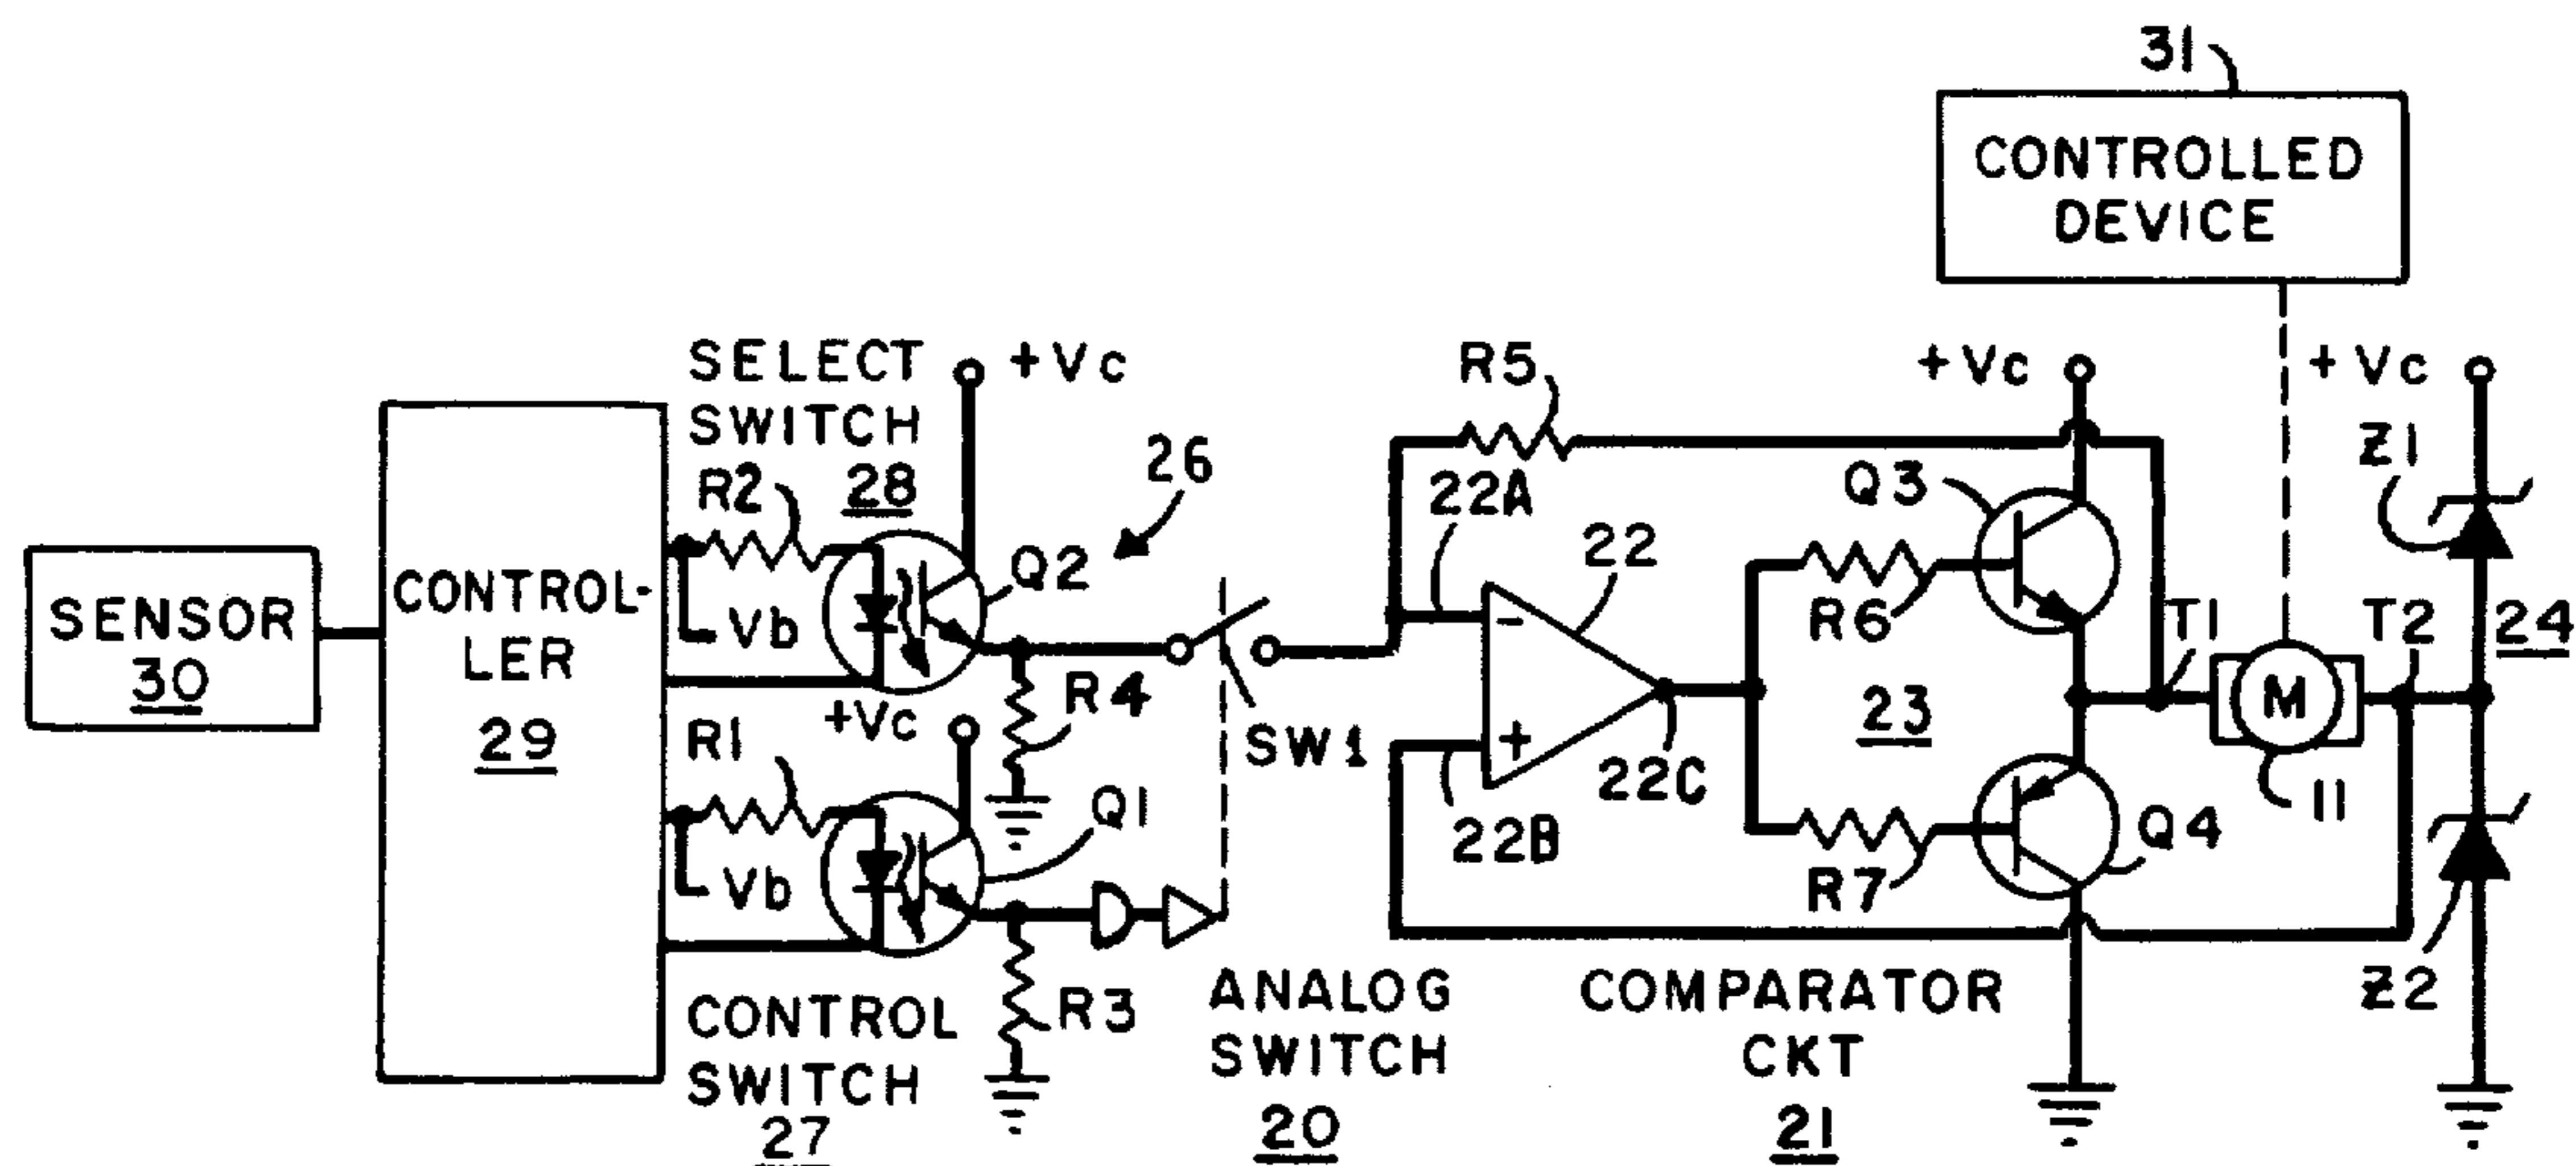 31
CONTROLLED
DEVICE
SELECT
SWITCH
28
+Vc
R2
Q2
26
Vb
SENSOR
30
CONTROL-
LER
29
+Vc
R1
Q1
Vb
R4
R3
SW1
CONTROL
SWITCH
27
ANALOG
SWITCH
20
R5
22A
22
-
+
22B
22C
COMPARATOR
CKT
21
+Vc
Q3
R6
23
R7
Q4
T1
M
11
T2
+Vc
Z1
24
Z2